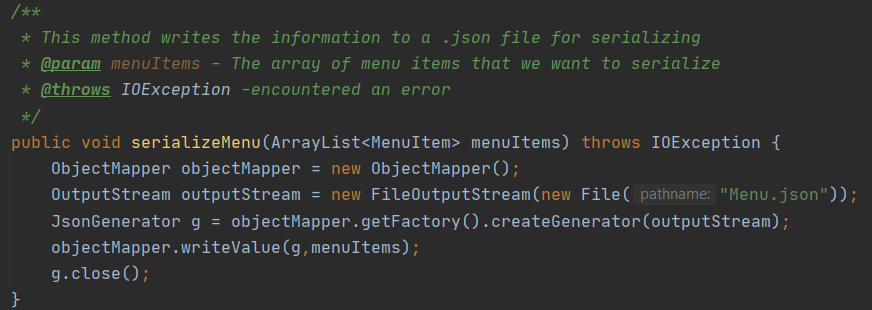 /**
 * This method writes the information to a .json file for serializing
 * @param menuItems - The array of menu items that we want to serialize
 * @throws IOException -encountered an error
 */
public void serializeMenu(ArrayList<MenuItem> menuItems) throws IOException {
    ObjectMapper objectMapper = new ObjectMapper();
    OutputStream outputStream = new FileOutputStream(new File( pathname: "Menu.json"));
    JsonGenerator g = objectMapper.getFactory().createGenerator(outputStream);
    objectMapper.writeValue(g,menuItems);
    g.close();
}